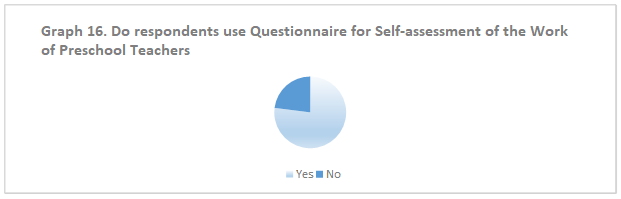 Graph 16. Do respondents use Questionnaire for Self-assessment of the Work
of Preschool Teachers
Yes No